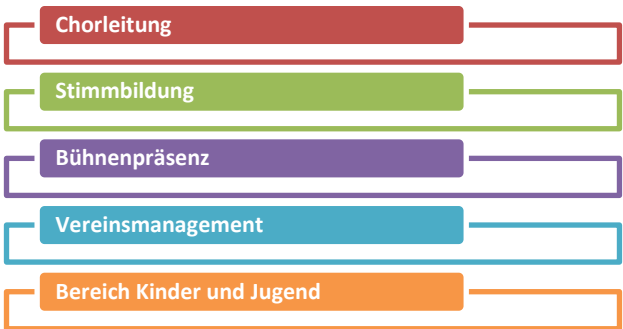 Chorleitung
Stimmbildung
Bühnenpräsenz
Vereinsmanagement
Bereich Kinder und Jugend